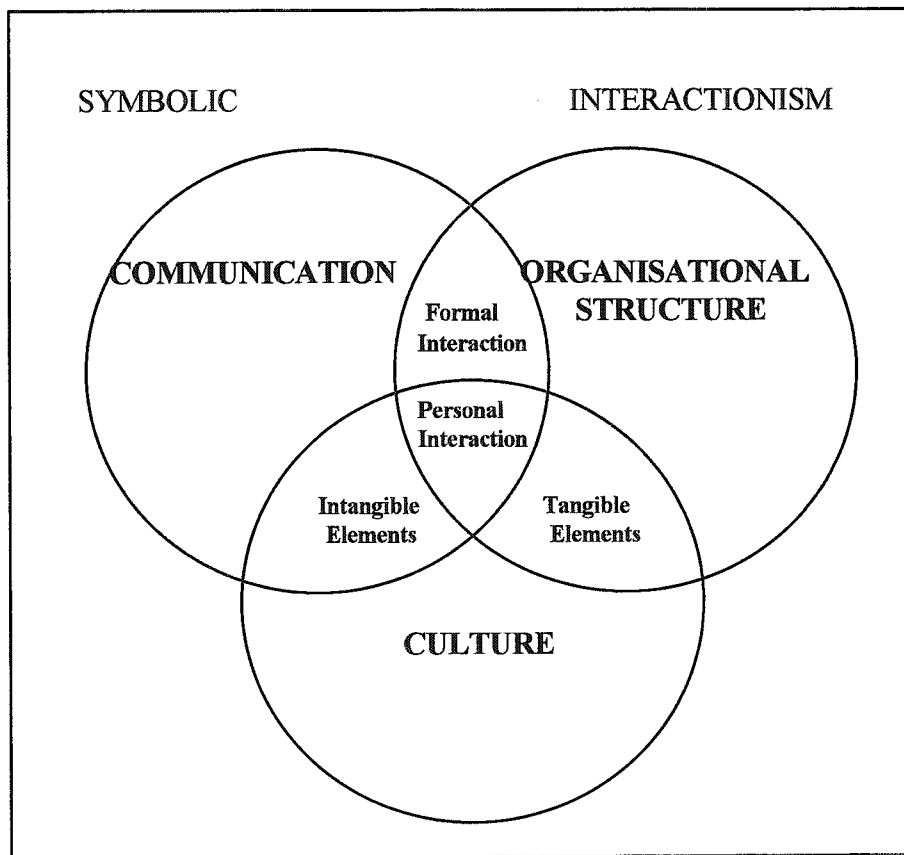 SYMBOLIC INTERACTIONISM
COMMUNICATION
ORGANISATIONAL
STRUCTURE
Formal
Interaction
Personal
Interaction
Intangible
Elements
Tangible
Elements
CULTURE